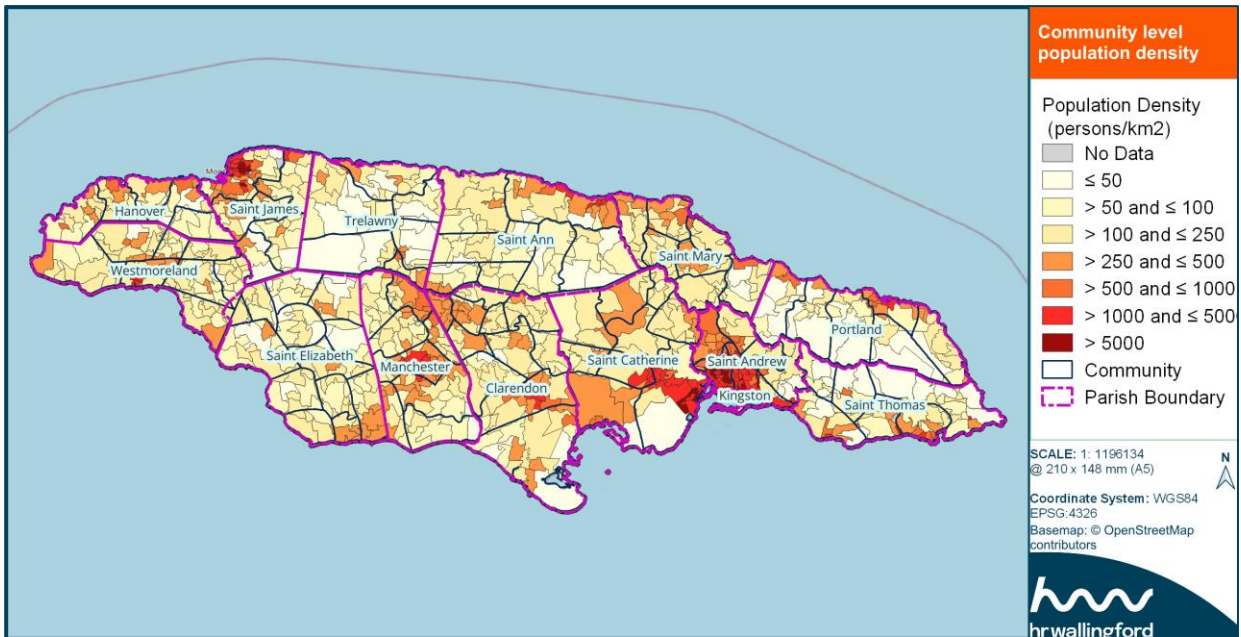 Community level
population density
Population Density
(persons/km2)
No Data
≤ 50
> 50 and ≤ 100
> 100 and ≤ 250
> 250 and ≤ 500
> 500 and ≤ 1000
> 1000 and ≤ 500
> 5000
Community
Parish Boundary
SCALE: 1: 1196134
@ 210 x 148 mm (A5)
N
Coordinate System: WGS84
EPSG:4326
Basemap: © OpenStreetMap
contributors
hrwallingford
Hanover
Saint James
Trelawny
Saint Ann
Saint Mary
Westmoreland
Portland
Saint Elizabeth
Manchester
Saint Catherine
Saint Andrew
Clarendon
Kingston
Saint Thomas